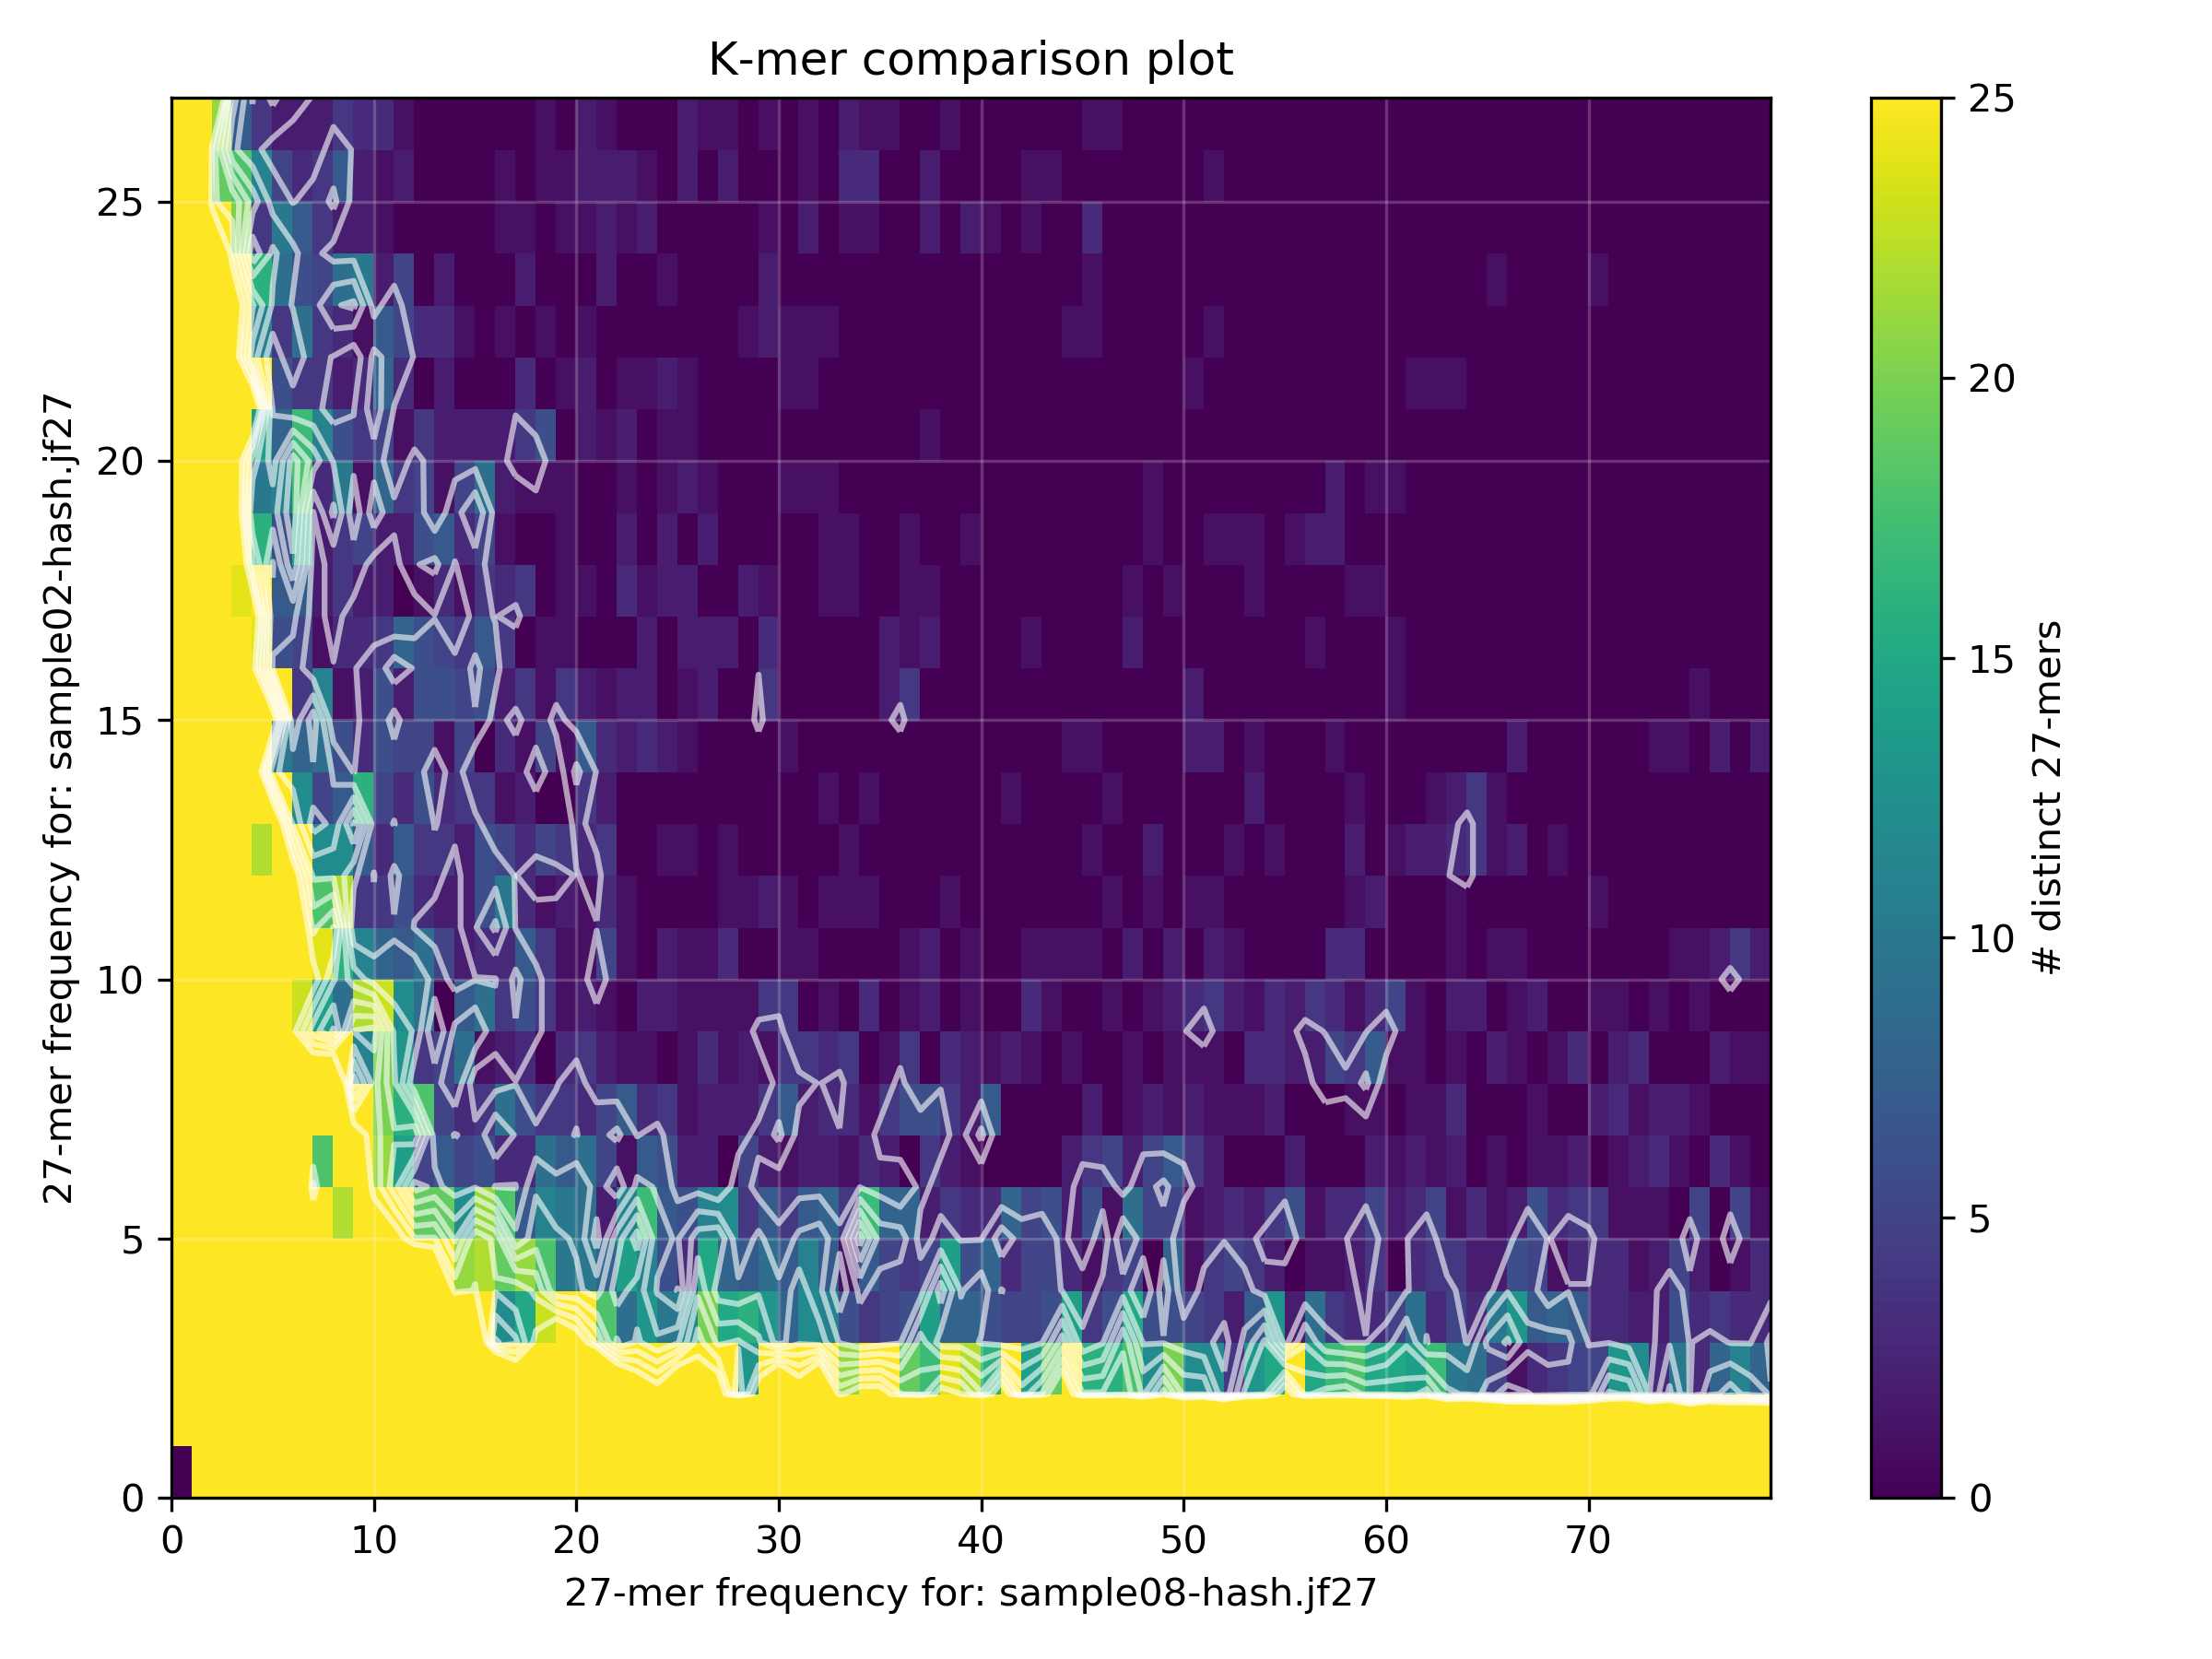 K-mer comparison plot
27-mer frequency for: sample02-hash.jf27
25
20
15
10
5
0
0 10 20 30 40 50 60 70
27-mer frequency for: sample08-hash.jf27
25
20
15
10
5
0
# distinct 27-mers